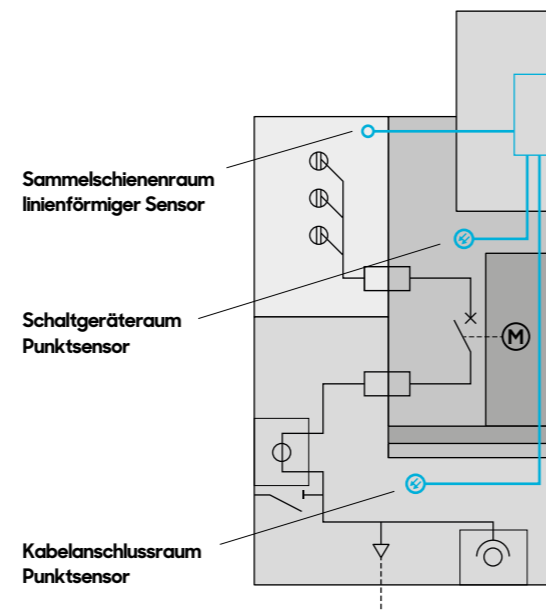 Sammelschienenraum
linienförmiger Sensor
Schaltgeräteraum
Punktsensor
M
Kabelanschlussraum
Punktsensor